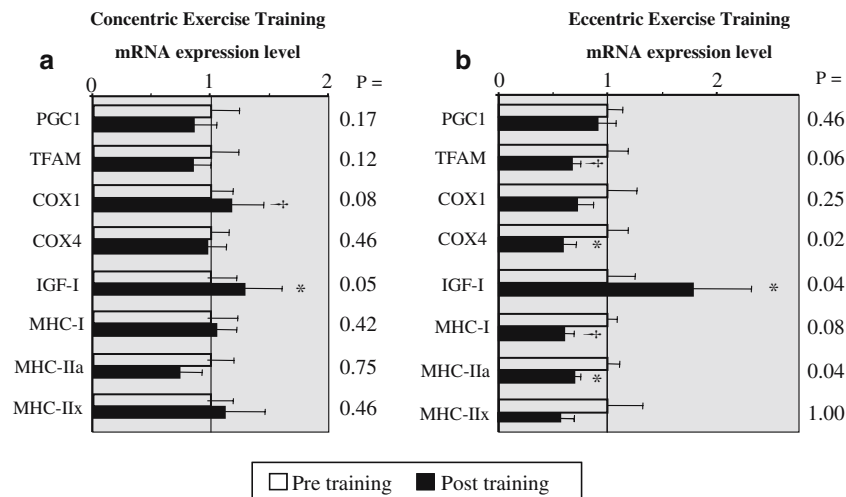 Concentric Exercise Training
mRNA expression level
a
P =
0 1 2
PGC1 0.17
TFAM 0.12
COX1 0.08
COX4 0.46
IGF-I * 0.05
MHC-I 0.42
MHC-IIa 0.75
MHC-IIx 0.46
Eccentric Exercise Training
mRNA expression level
b
P =
0 1 2
PGC1 0.46
TFAM 0.06
COX1 0.25
COX4 * 0.02
IGF-I * 0.04
MHC-I 0.08
MHC-IIa * 0.04
MHC-IIx 1.00
Pre training Post training